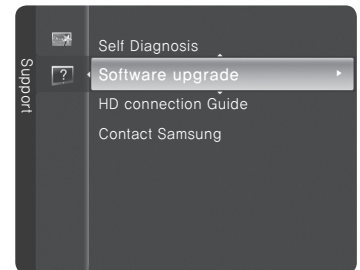 Support
?
Self Diagnosis
Software upgrade
HD connection Guide
Contact Samsung